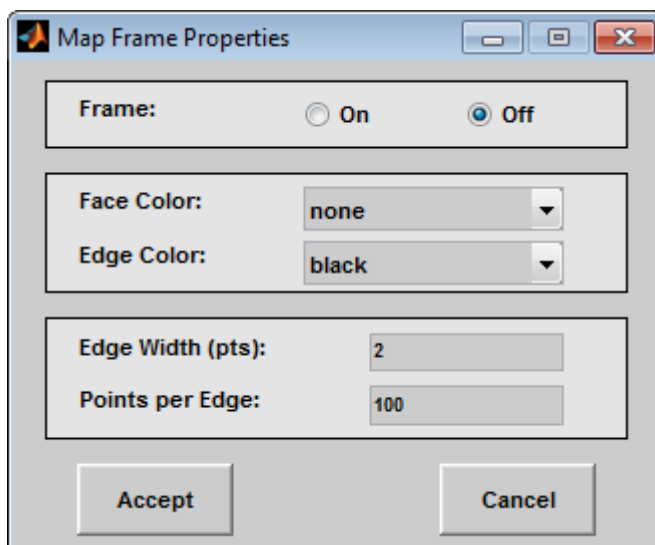 Map Frame Properties
Frame: On Off
Face Color: none
Edge Color: black
Edge Width (pts): 2
Points per Edge: 100
Accept Cancel